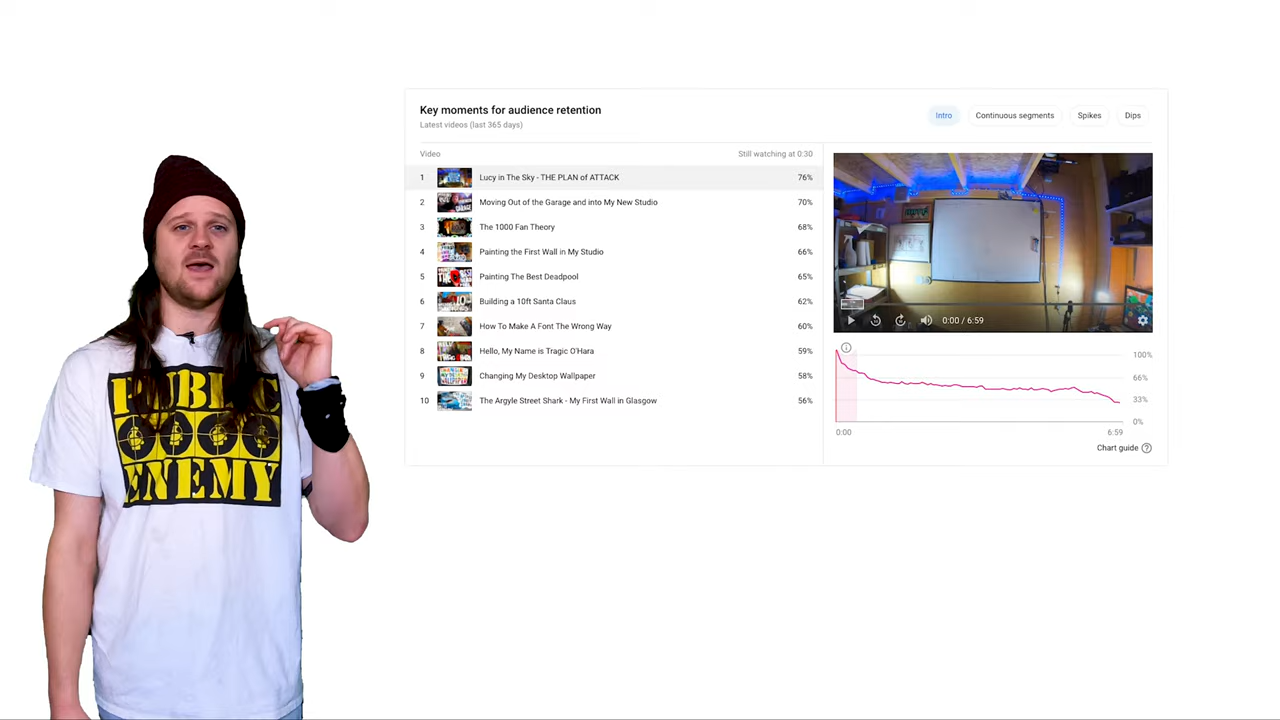 Key moments for audience retention
Latest videos (last 365 days)
Intro Continuous segments Spikes Dips
Video Still watching at 0:30
1 Lucy in The Sky - THE PLAN of ATTACK 76%
2 Moving Out of the Garage and into My New Studio 70%
3 The 1000 Fan Theory 68%
4 Painting the First Wall in My Studio 66%
5 Painting The Best Deadpool 65%
6 Building a 10ft Santa Claus 62%
7 How To Make A Font The Wrong Way 60%
8 Hello, My Name is Tragic O'Hara 59%
9 Changing My Desktop Wallpaper 58%
10 The Argyle Street Shark - My First Wall in Glasgow 56%
0:00 / 6:59
100%
66%
33%
0%
0:00 6:59
Chart guide
PUBLIC
ENEMY